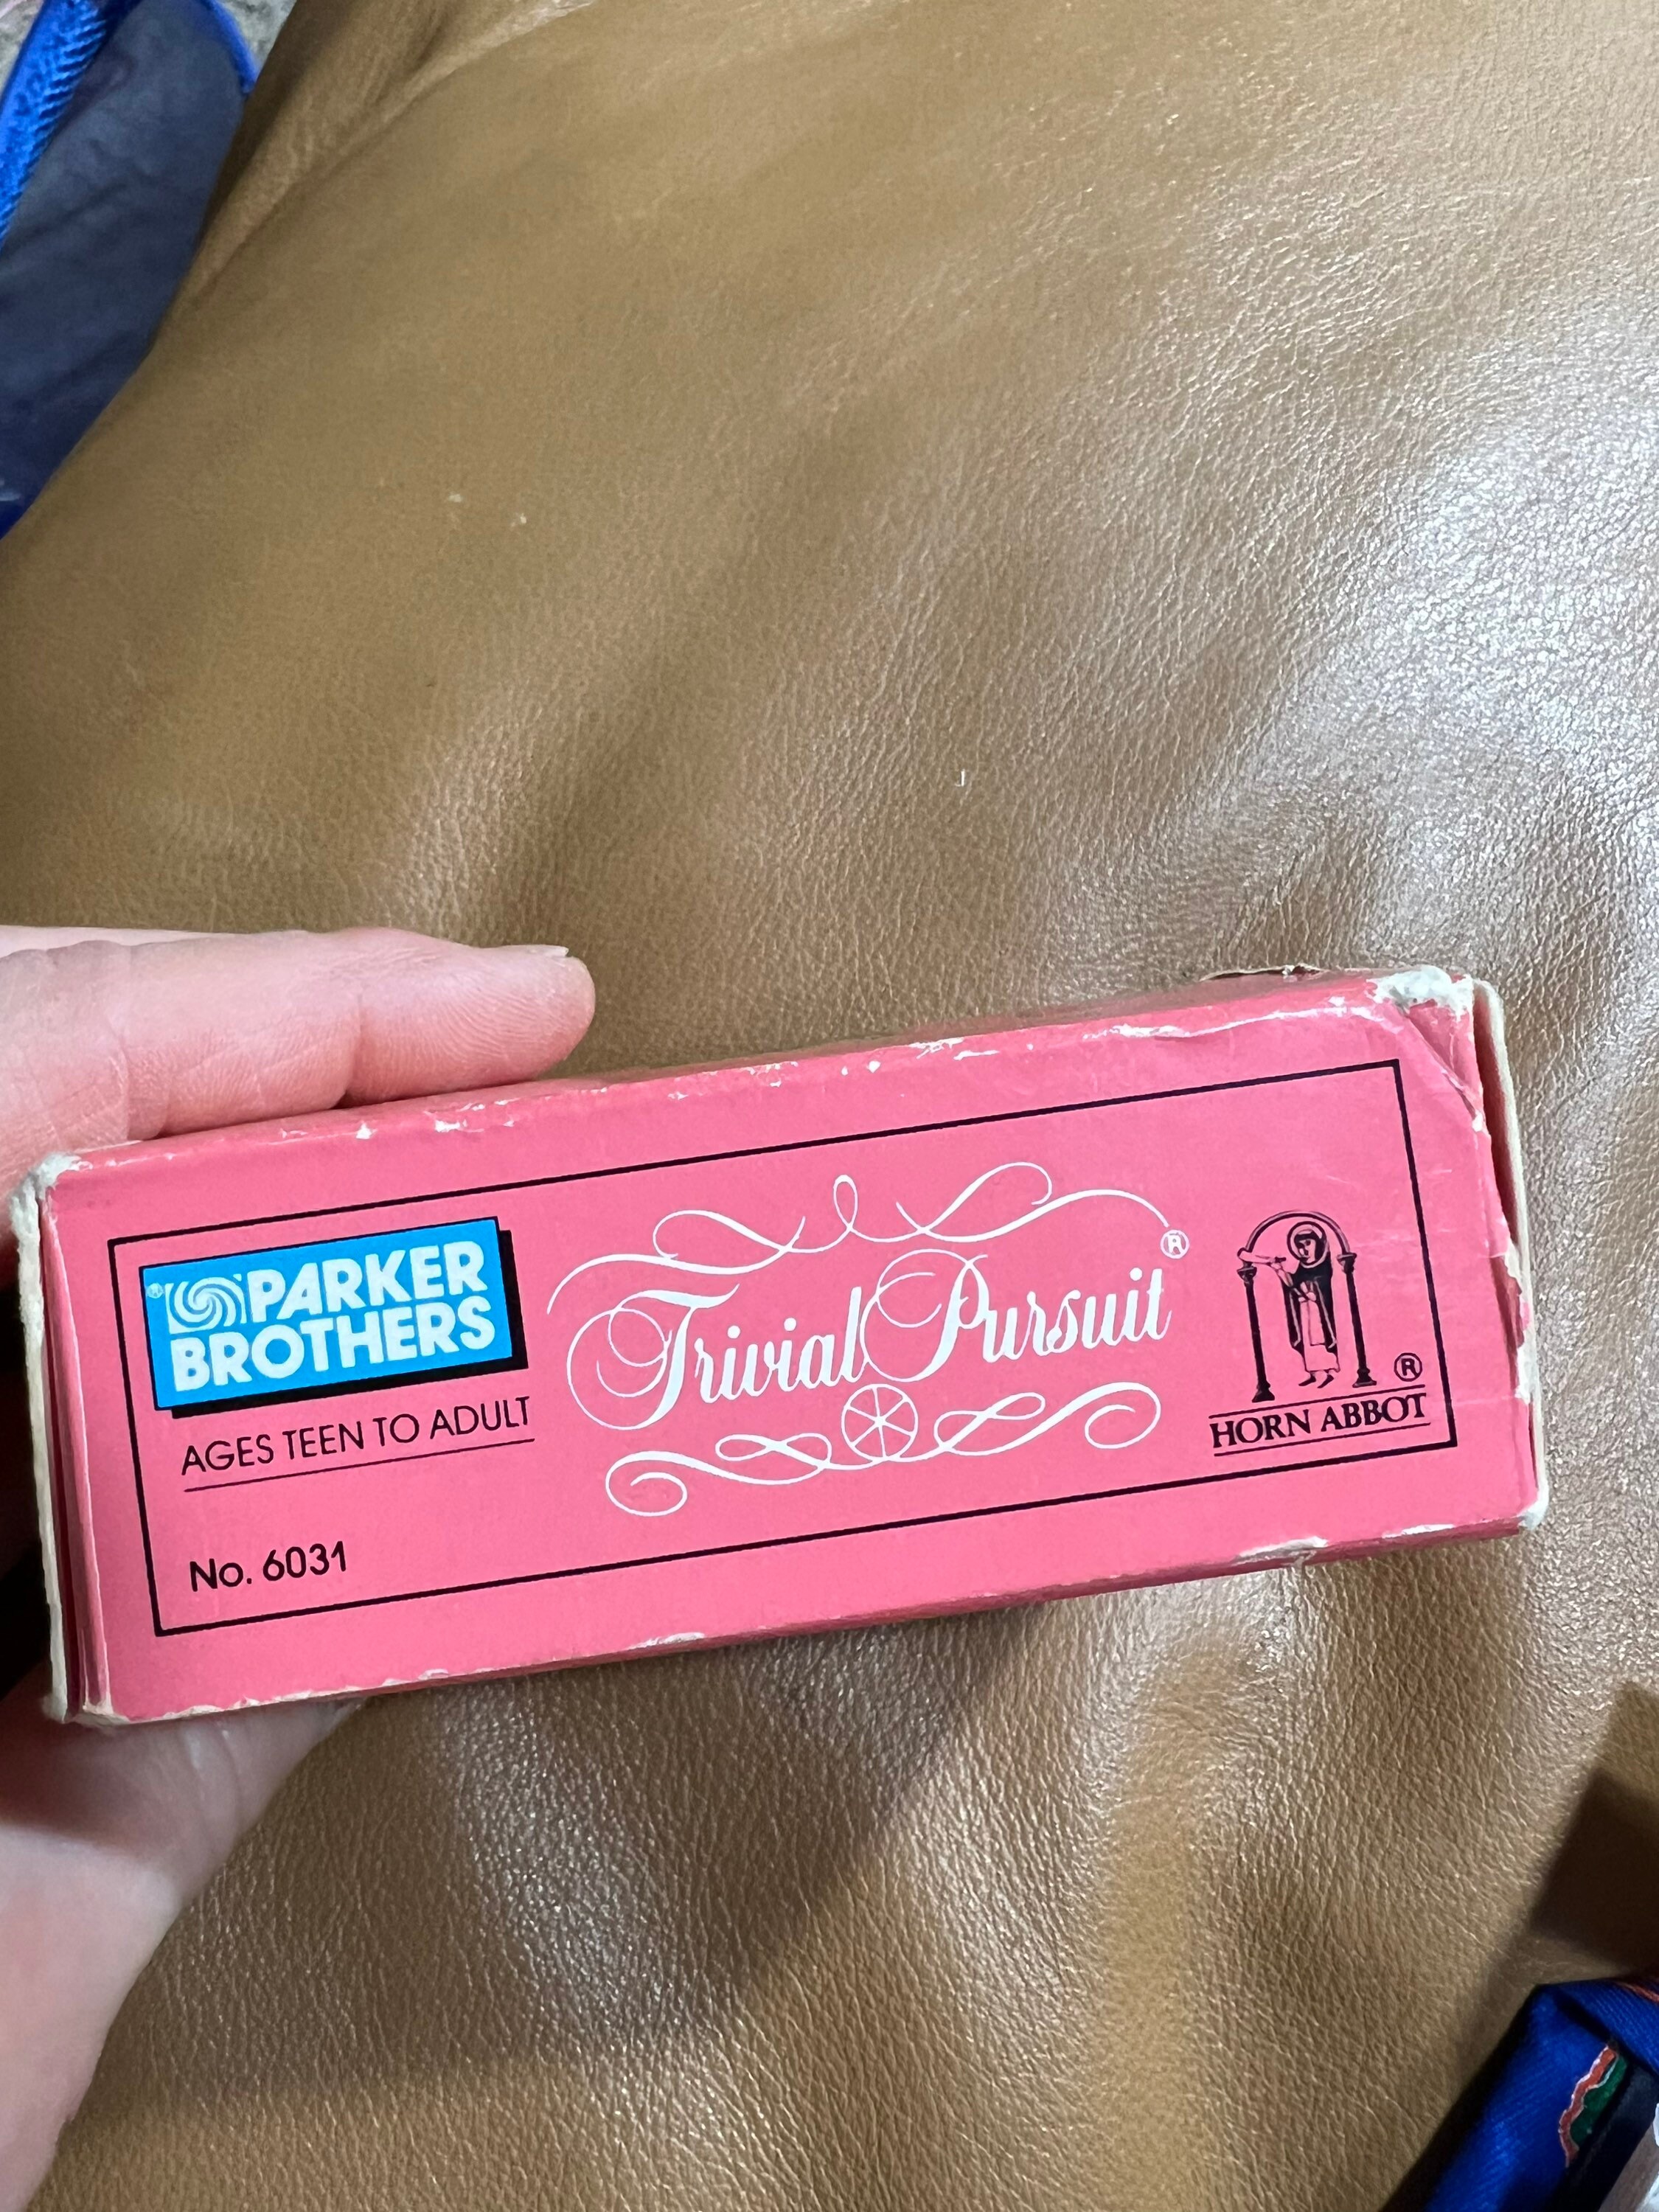 ® PARKER
BROTHERS
AGES TEEN TO ADULT
No. 6031
Trivial Pursuit ®
®
HORN ABBOT